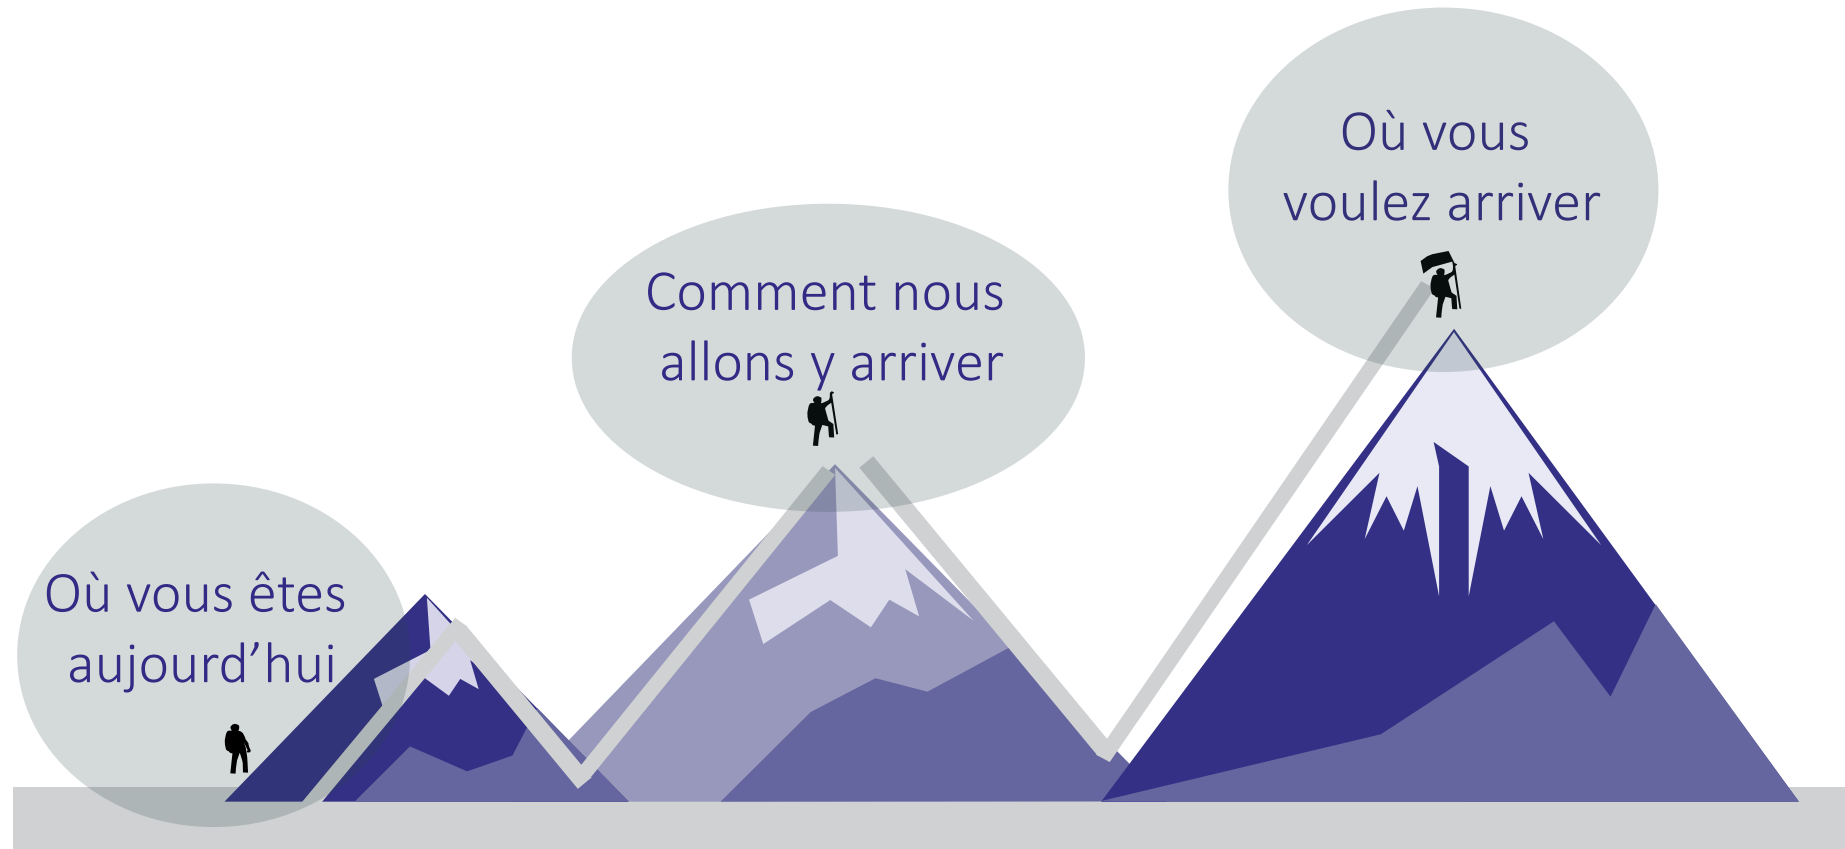 Où vous êtes
aujourd’hui
Comment nous
allons y arriver
Où vous
voulez arriver